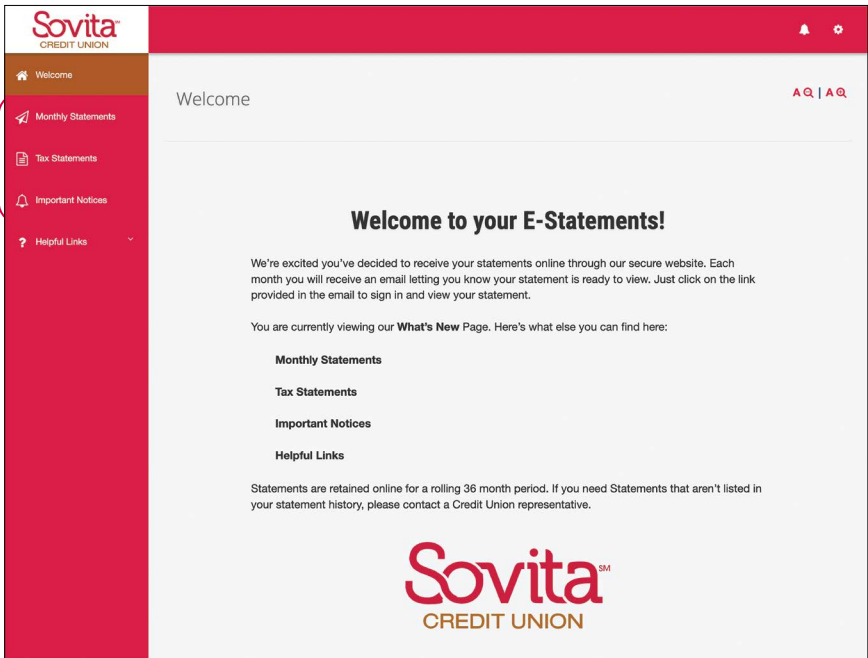 Sovita
CREDIT UNION
Welcome
Monthly Statements
Tax Statements
Important Notices
? Helpful Links
Welcome
A | A
Welcome to your E-Statements!
We're excited you've decided to receive your statements online through our secure website. Each
month you will receive an email letting you know your statement is ready to view. Just click on the link
provided in the email to sign in and view your statement.
You are currently viewing our What's New Page. Here's what else you can find here:
Monthly Statements
Tax Statements
Important Notices
Helpful Links
Statements are retained online for a rolling 36 month period. If you need Statements that aren't listed in
your statement history, please contact a Credit Union representative.
Sovita SM
CREDIT UNION